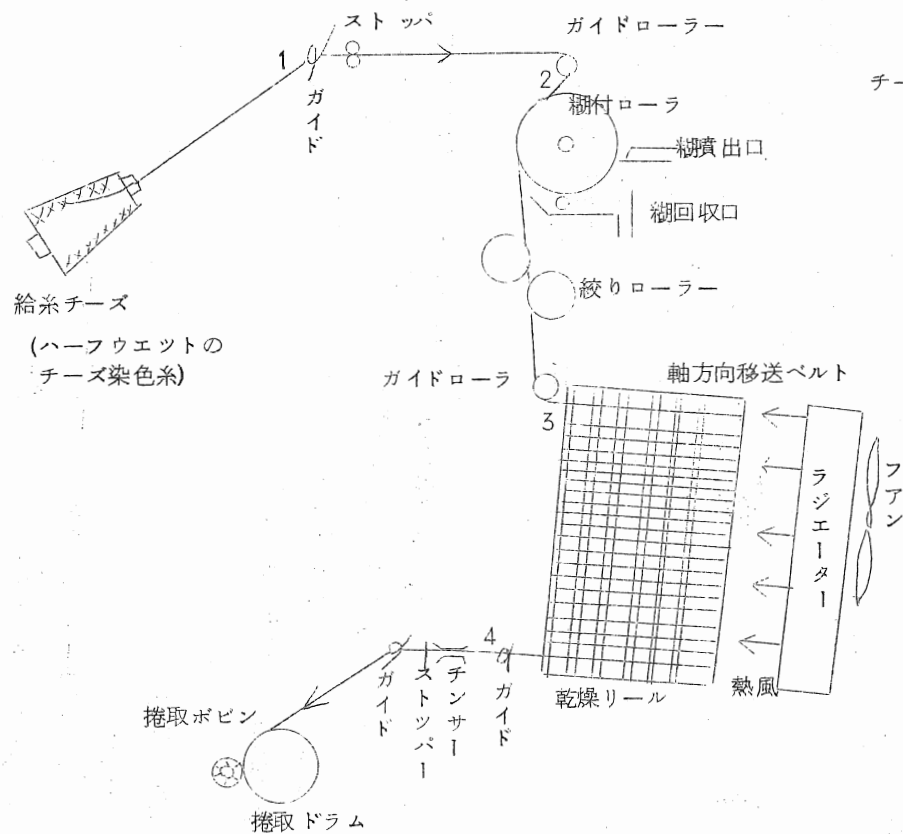 ストッパ
ガイドローラー
1
ガイド
2
糊付ローラ
チー
糊噴出口
糊回収口
給糸チーズ
(ハーフウエットの
チーズ染色糸)
絞りローラー
ガイドローラ
3
軸方向移送ベルト
ラジエーター
フアン
熱風
乾燥リール
4
ガイド
チンサー
ストッパー
ガイド
捲取ボビン
捲取ドラム